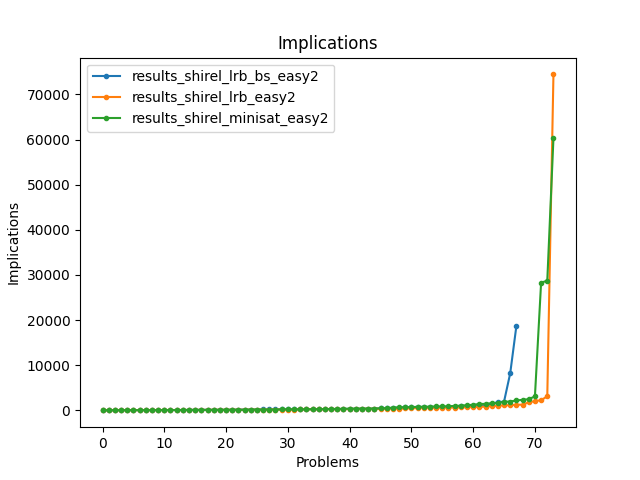 Implications
results_shirel_lrb_bs_easy2
results_shirel_lrb_easy2
results_shirel_minisat_easy2
Implications
70000
60000
50000
40000
30000
20000
10000
0
0 10 20 30 40 50 60 70
Problems